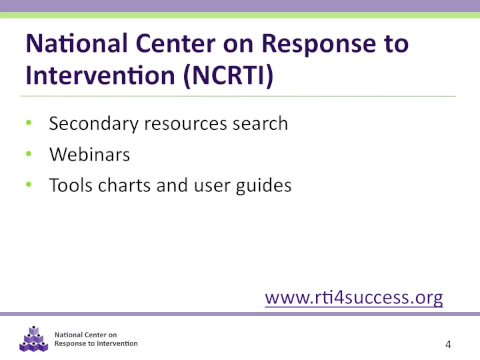 National Center on Response to
Intervention (NCRTI)
• Secondary resources search
• Webinars
• Tools charts and user guides
www.rti4success.org
National Center on
Response to Intervention
4